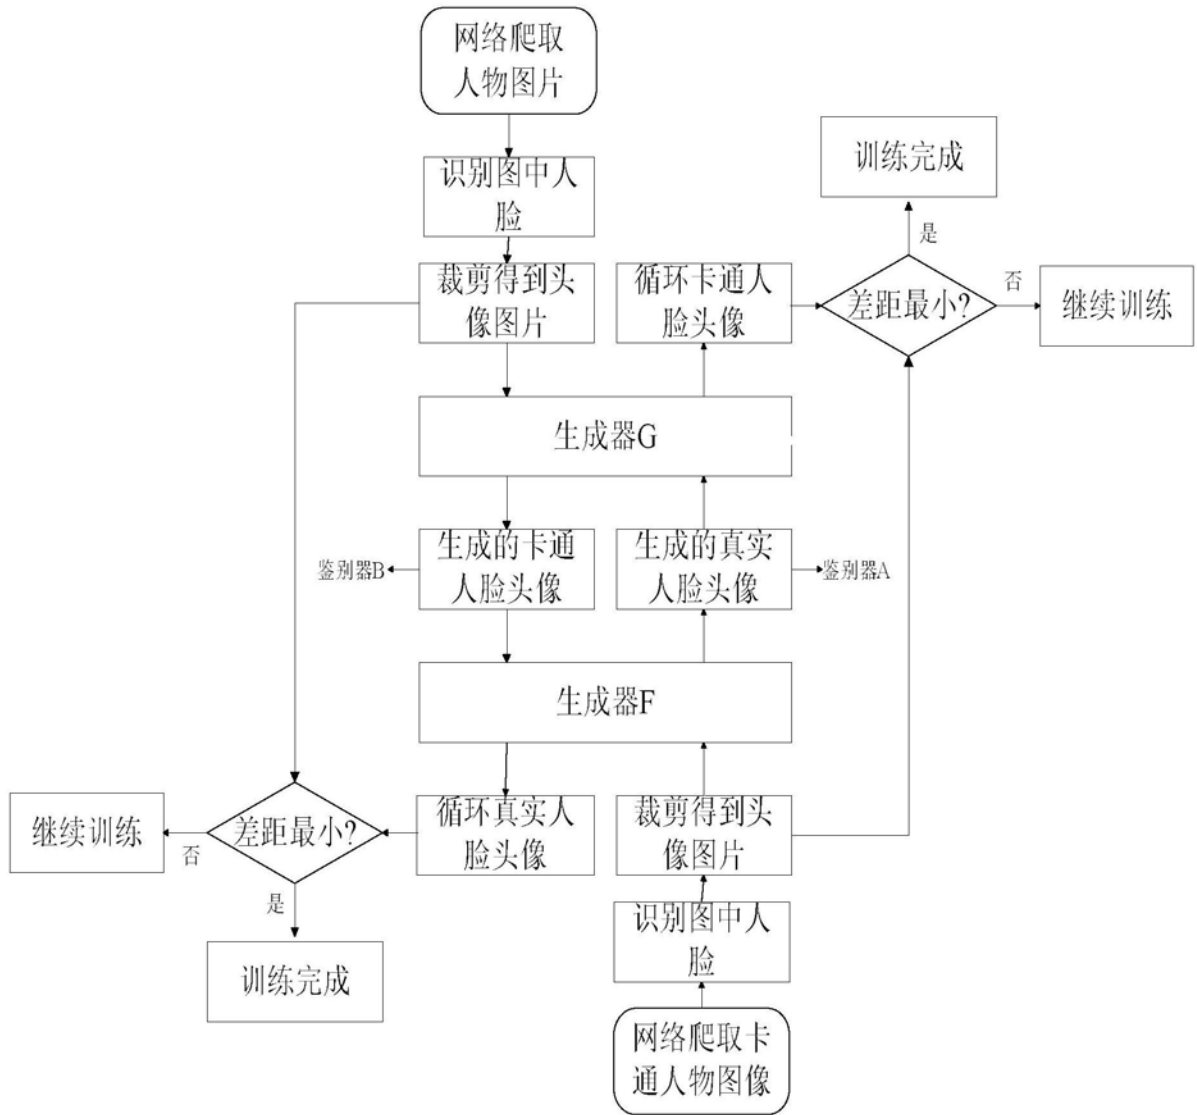 网络爬取
人物图片
训练完成
识别图中人
脸
是
裁剪得到头
像图片
循环卡通人
脸头像
差距最小?
否
继续训练
生成器G
鉴别器B
生成的卡通
人脸头像
生成的真实
人脸头像
鉴别器A
生成器F
继续训练
否
差距最小?
循环真实人
脸头像
裁剪得到头
像图片
是
训练完成
识别图中人
脸
网络爬取卡
通人物图像